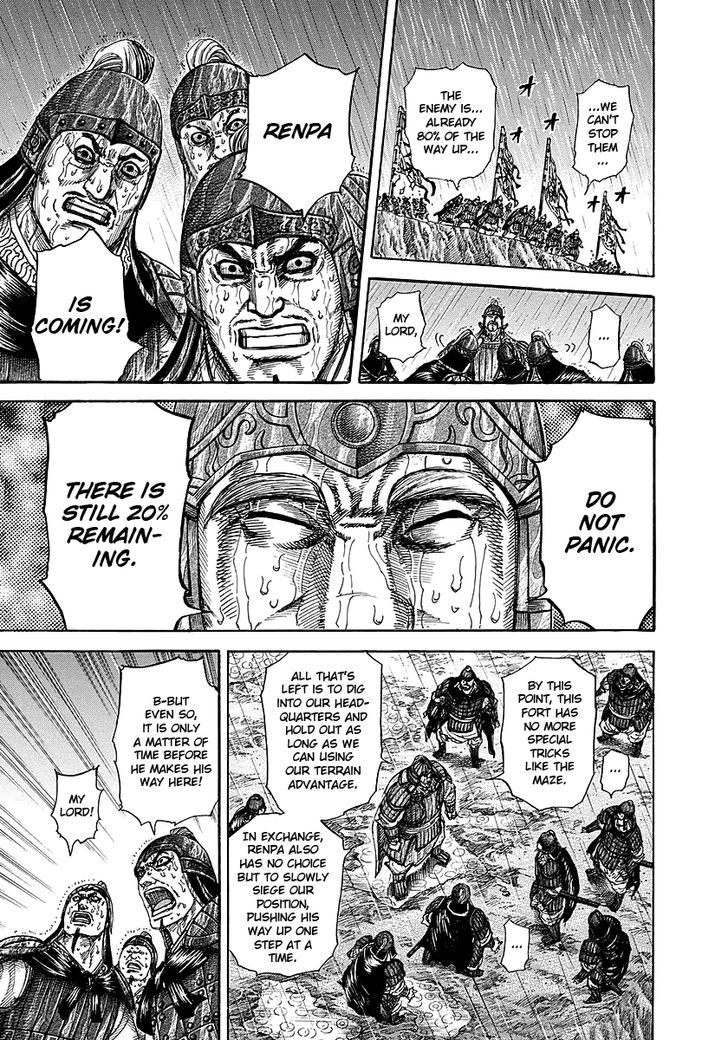 ...WE
CAN'T
STOP
THEM
...
THE
ENEMY IS...
ALREADY
80% OF THE
WAY UP...
RENPA
IS
COMING!
...
MY
LORD,
DO
NOT
PANIC.
THERE IS
STILL 20%
REMAIN-
ING.
BY THIS
POINT, THIS
FORT HAS
NO MORE
SPECIAL
TRICKS
LIKE THE
MAZE.
...
ALL THAT'S
LEFT IS TO DIG
INTO OUR HEAD-
QUARTERS AND
HOLD OUT AS
LONG AS WE
CAN USING
OUR TERRAIN
ADVANTAGE.
IN EXCHANGE,
RENPA ALSO
HAS NO CHOICE
BUT TO SLOWLY
SIEGE OUR
POSITION,
PUSHING HIS
WAY UP ONE
STEP AT A
TIME.
...
B-BUT
EVEN SO,
IT IS ONLY
A MATTER OF
TIME BEFORE
HE MAKES HIS
WAY HERE!
MY
LORD!